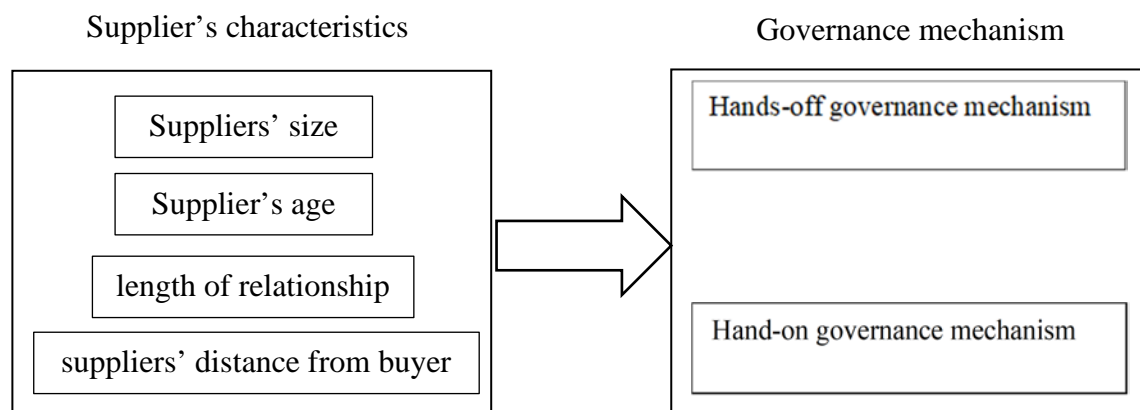 Supplier’s characteristics
Suppliers’ size
Supplier’s age
length of relationship
suppliers’ distance from buyer
Governance mechanism
Hands-off governance mechanism
Hand-on governance mechanism